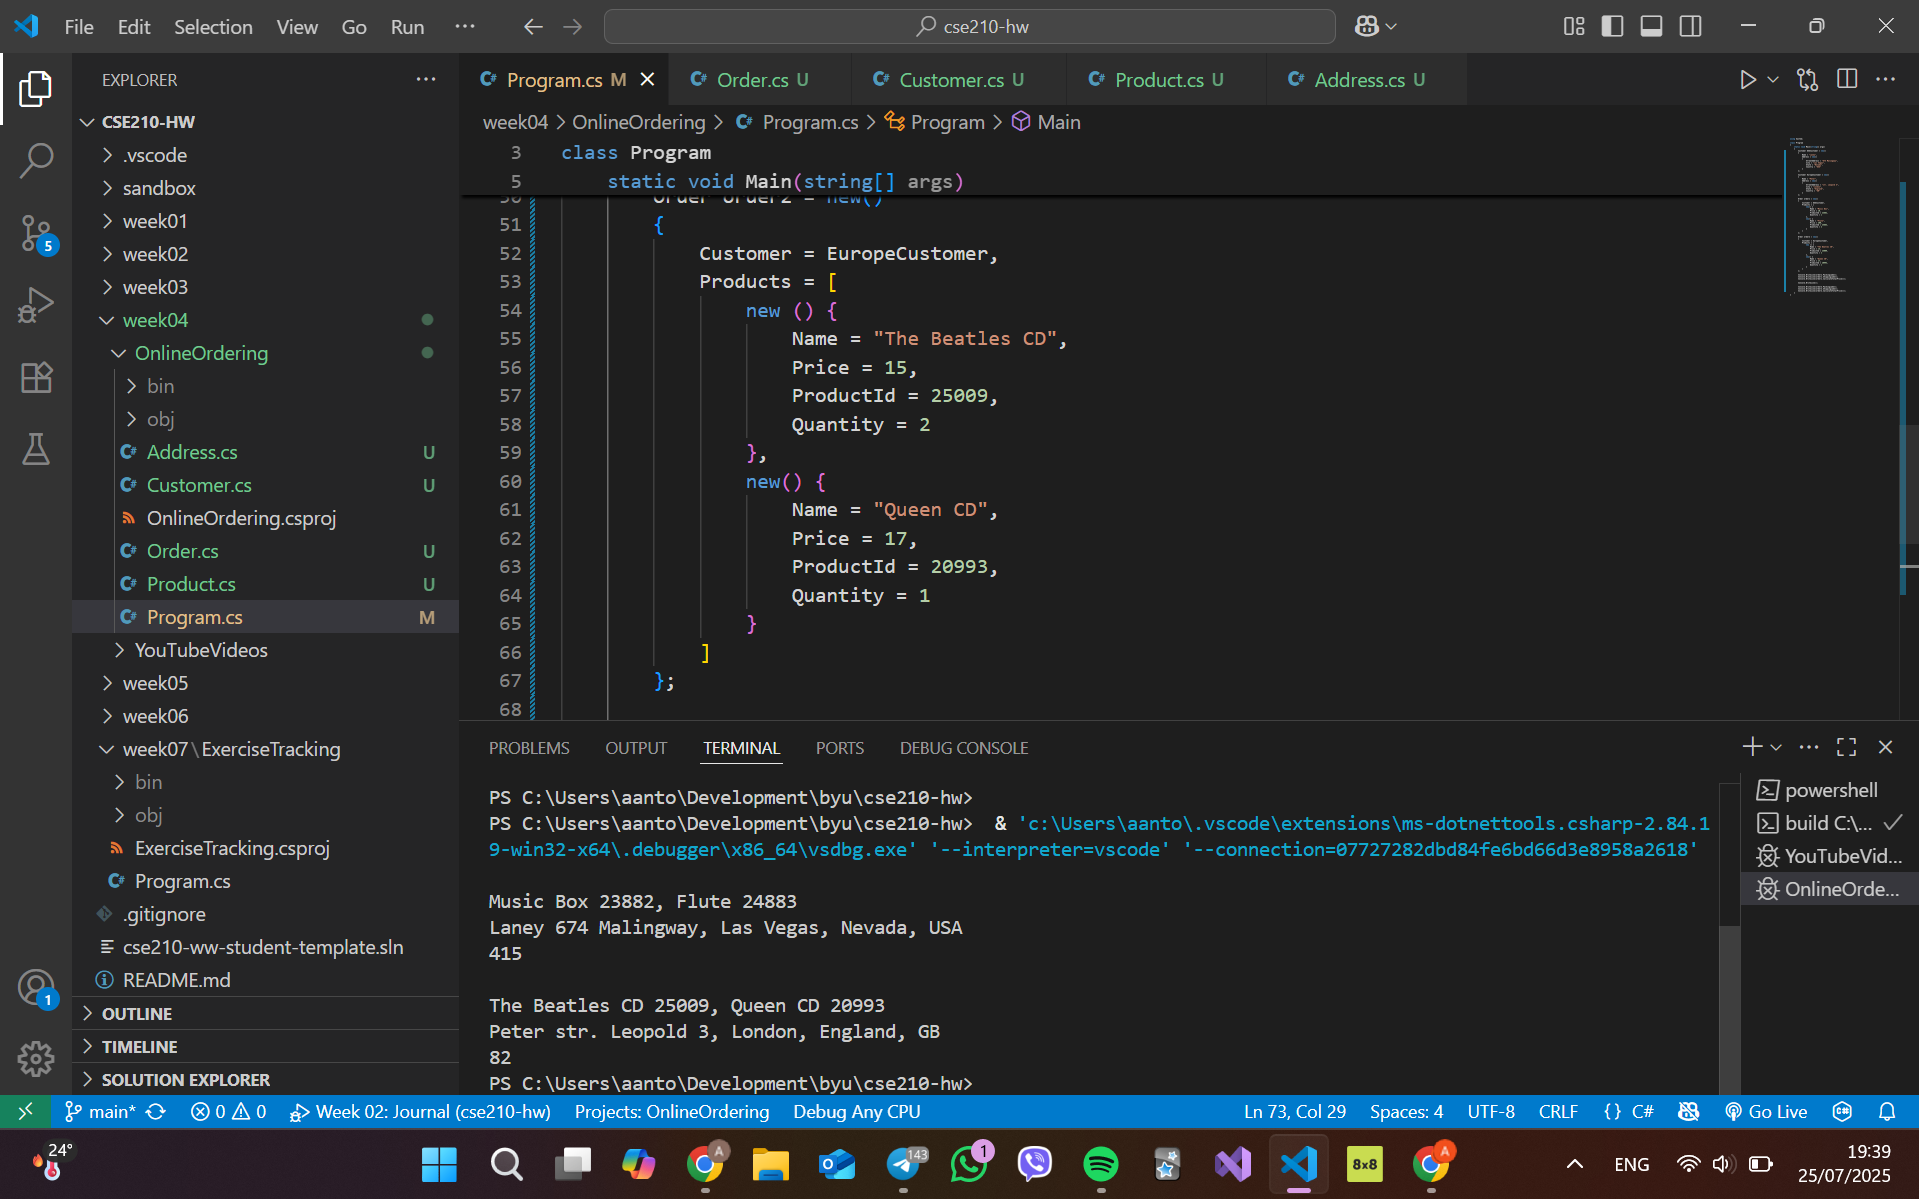 File Edit Selection View Go Run ··· cse210-hw
EXPLORER ···
CSE210-HW
.vscode
sandbox
week01
week02
week03
week04
OnlineOrdering
bin
obj
Address.cs U
Customer.cs U
OnlineOrdering.csproj
Order.cs U
Product.cs U
Program.cs M
YouTubeVideos
week05
week06
week07\ExerciseTracking
bin
obj
ExerciseTracking.csproj
Program.cs
.gitignore
cse210-ww-student-template.sln
README.md
OUTLINE
TIMELINE
SOLUTION EXPLORER
5
1
Program.cs M Order.cs U Customer.cs U Product.cs U Address.cs U
week04 > OnlineOrdering > Program.cs > Program > Main
3 class Program
5 static void Main(string[] args)
50 Order order2 = new()
51 {
52 Customer = EuropeCustomer,
53 Products = [
54 new () {
55 Name = "The Beatles CD",
56 Price = 15,
57 ProductId = 25009,
58 Quantity = 2
59 },
60 new() {
61 Name = "Queen CD",
62 Price = 17,
63 ProductId = 20993,
64 Quantity = 1
65 }
66 ]
67 };
68
PROBLEMS OUTPUT TERMINAL PORTS DEBUG CONSOLE
PS C:\Users\aanto\Development\byu\cse210-hw>
PS C:\Users\aanto\Development\byu\cse210-hw> & 'c:\Users\aanto\.vscode\extensions\ms-dotnettools.csharp-2.84.1
9-win32-x64\.debugger\x86_64\vsdbg.exe' '--interpreter=vscode' '--connection=07727282dbd84fe6bd66d3e8958a2618'
Music Box 23882, Flute 24883
Laney 674 Malingway, Las Vegas, Nevada, USA
415
The Beatles CD 25009, Queen CD 20993
Peter str. Leopold 3, London, England, GB
82
PS C:\Users\aanto\Development\byu\cse210-hw>
powershell
build C:\...
YouTubeVid...
OnlineOrde...
main* 0 0 Week 02: Journal (cse210-hw) Projects: OnlineOrdering Debug Any CPU Ln 73, Col 29 Spaces: 4 UTF-8 CRLF {} C# Go Live
24° A 143 1 8x8 A ENG 19:39
25/07/2025